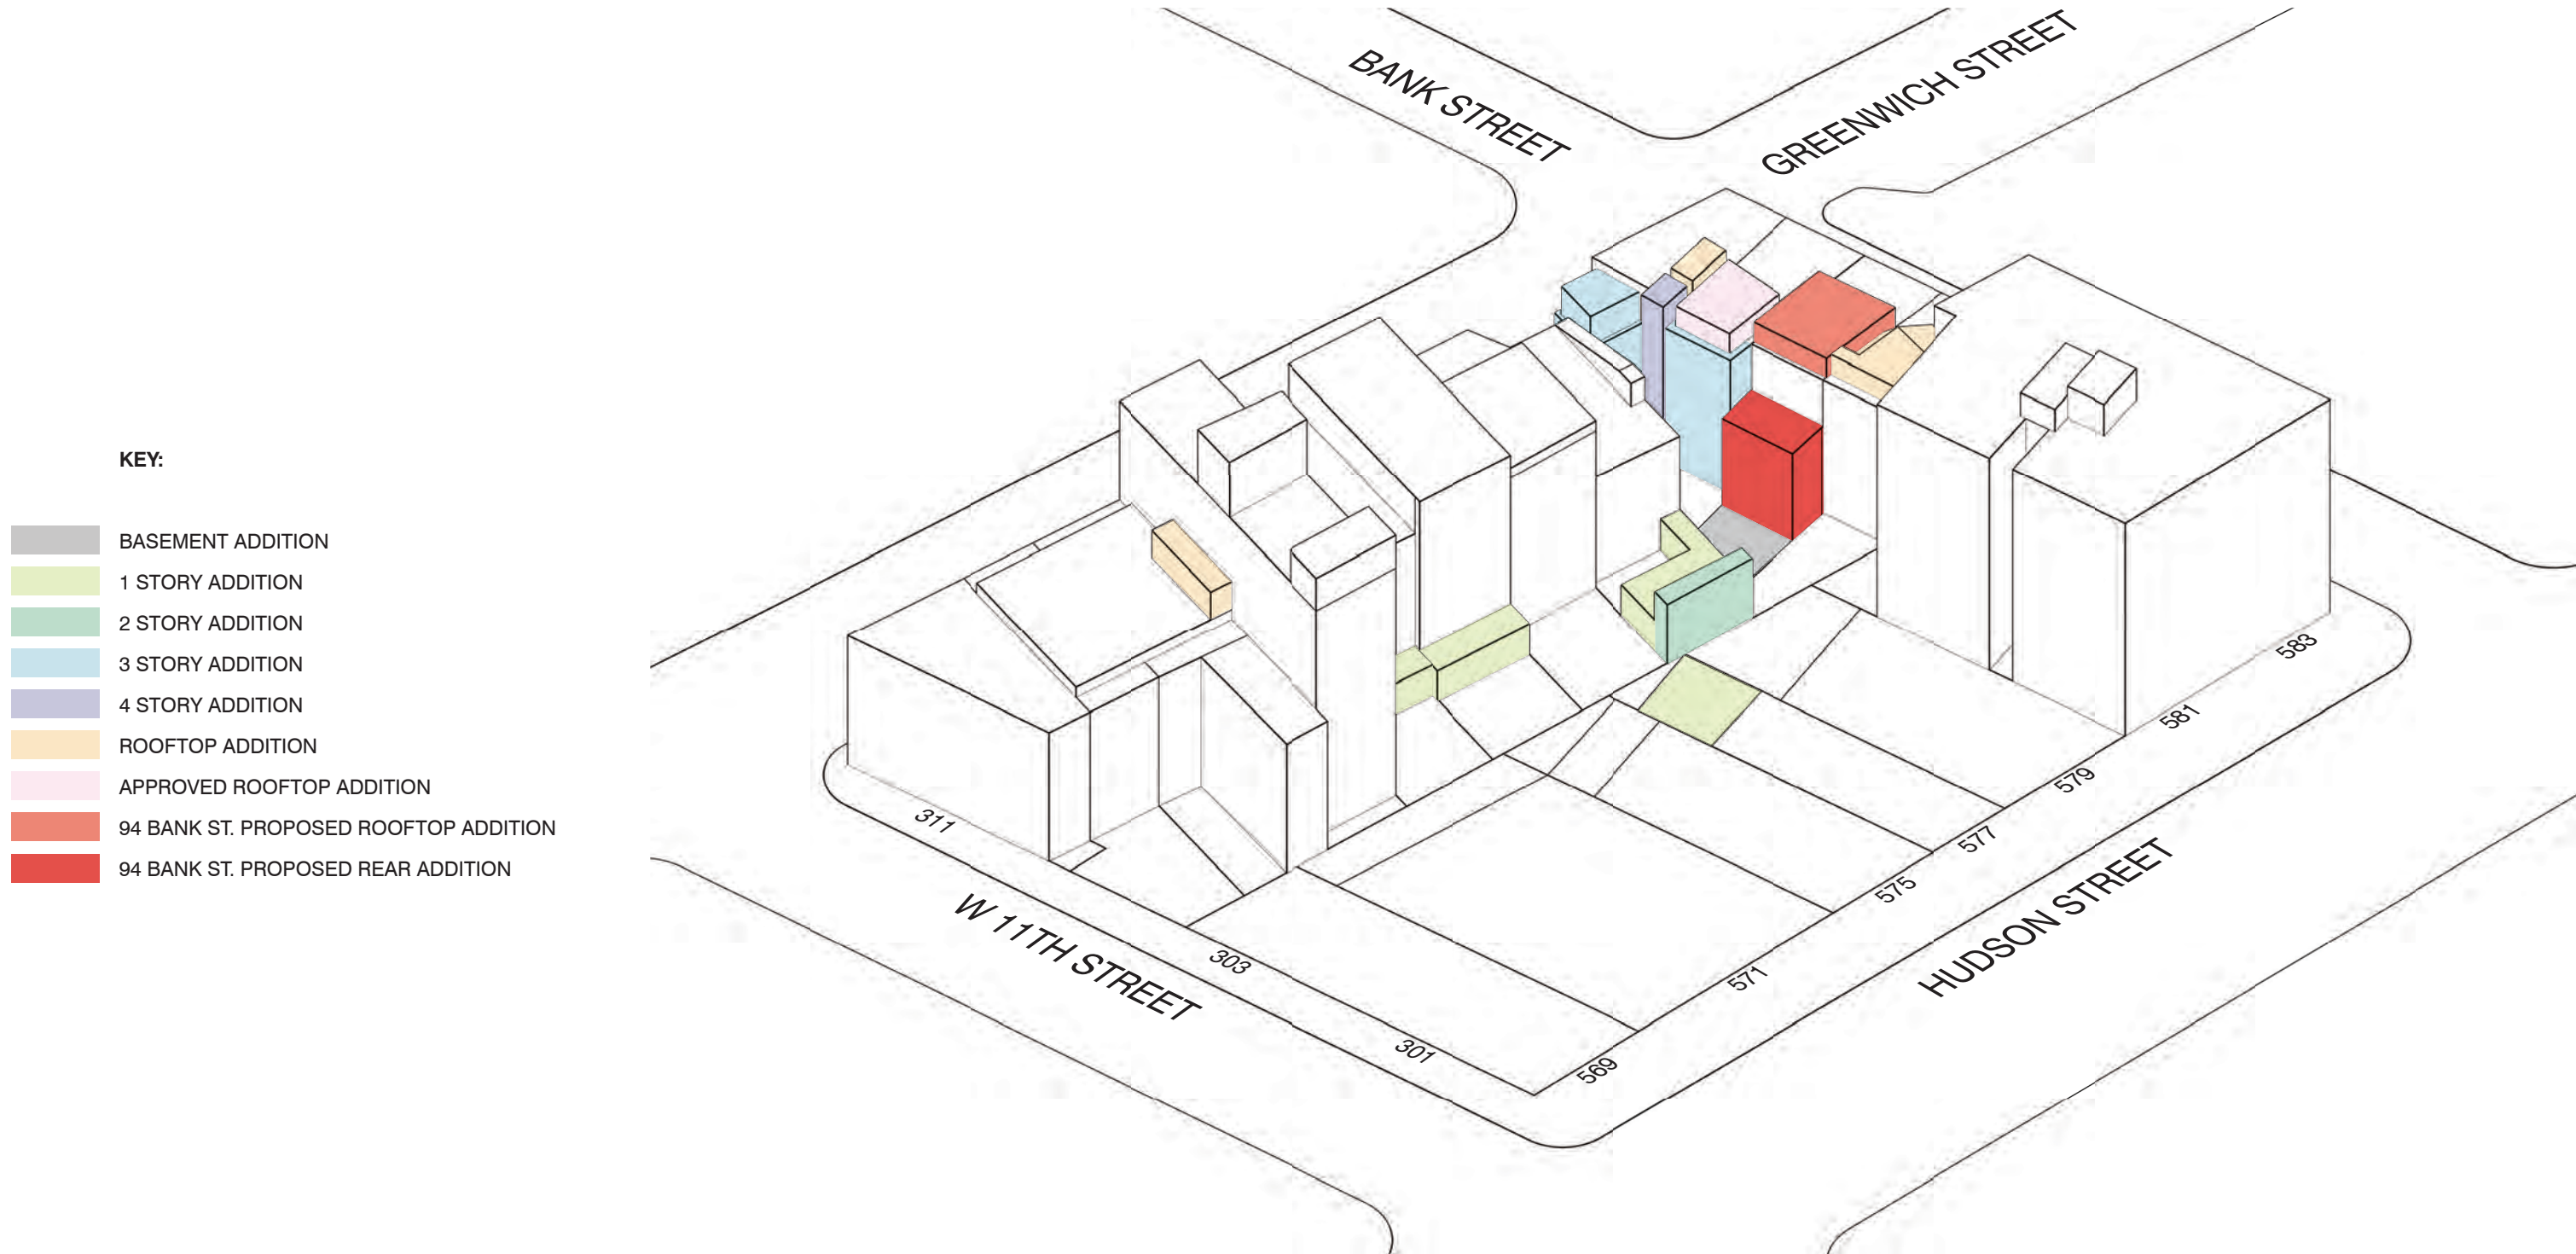 BANK STREET
GREENWICH STREET
KEY:
BASEMENT ADDITION
1 STORY ADDITION
2 STORY ADDITION
3 STORY ADDITION
4 STORY ADDITION
ROOFTOP ADDITION
APPROVED ROOFTOP ADDITION
94 BANK ST. PROPOSED ROOFTOP ADDITION
94 BANK ST. PROPOSED REAR ADDITION
583
581
579
577
575
571
569
HUDSON STREET
311
303
301
W 11TH STREET